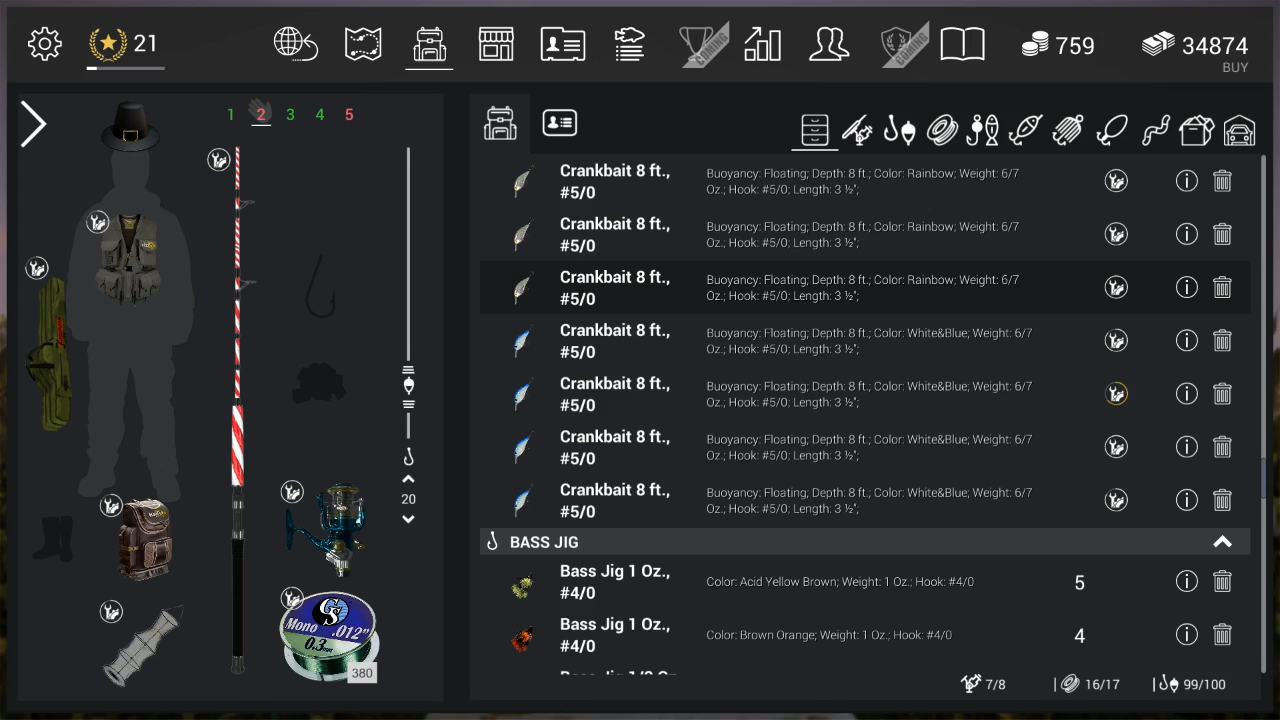 21
COMING
COMING
759
34874
BUY
1 2 3 4 5
20
Mono .012"
0.3
380
Crankbait 8 ft.,
#5/0
Buoyancy: Floating; Depth: 8 ft.; Color: Rainbow; Weight: 6/7
Oz.; Hook: #5/0; Length: 3 ½";
Crankbait 8 ft.,
#5/0
Buoyancy: Floating; Depth: 8 ft.; Color: Rainbow; Weight: 6/7
Oz.; Hook: #5/0; Length: 3 ½";
Crankbait 8 ft.,
#5/0
Buoyancy: Floating; Depth: 8 ft.; Color: Rainbow; Weight: 6/7
Oz.; Hook: #5/0; Length: 3 ½";
Crankbait 8 ft.,
#5/0
Buoyancy: Floating; Depth: 8 ft.; Color: White&Blue; Weight: 6/7
Oz.; Hook: #5/0; Length: 3 ½";
Crankbait 8 ft.,
#5/0
Buoyancy: Floating; Depth: 8 ft.; Color: White&Blue; Weight: 6/7
Oz.; Hook: #5/0; Length: 3 ½";
Crankbait 8 ft.,
#5/0
Buoyancy: Floating; Depth: 8 ft.; Color: White&Blue; Weight: 6/7
Oz.; Hook: #5/0; Length: 3 ½";
Crankbait 8 ft.,
#5/0
Buoyancy: Floating; Depth: 8 ft.; Color: White&Blue; Weight: 6/7
Oz.; Hook: #5/0; Length: 3 ½";
BASS JIG
Bass Jig 1 Oz.,
#4/0
Color: Acid Yellow Brown; Weight: 1 Oz.; Hook: #4/0
5
Bass Jig 1 Oz.,
#4/0
Color: Brown Orange; Weight: 1 Oz.; Hook: #4/0
4
7/8
16/17
99/100